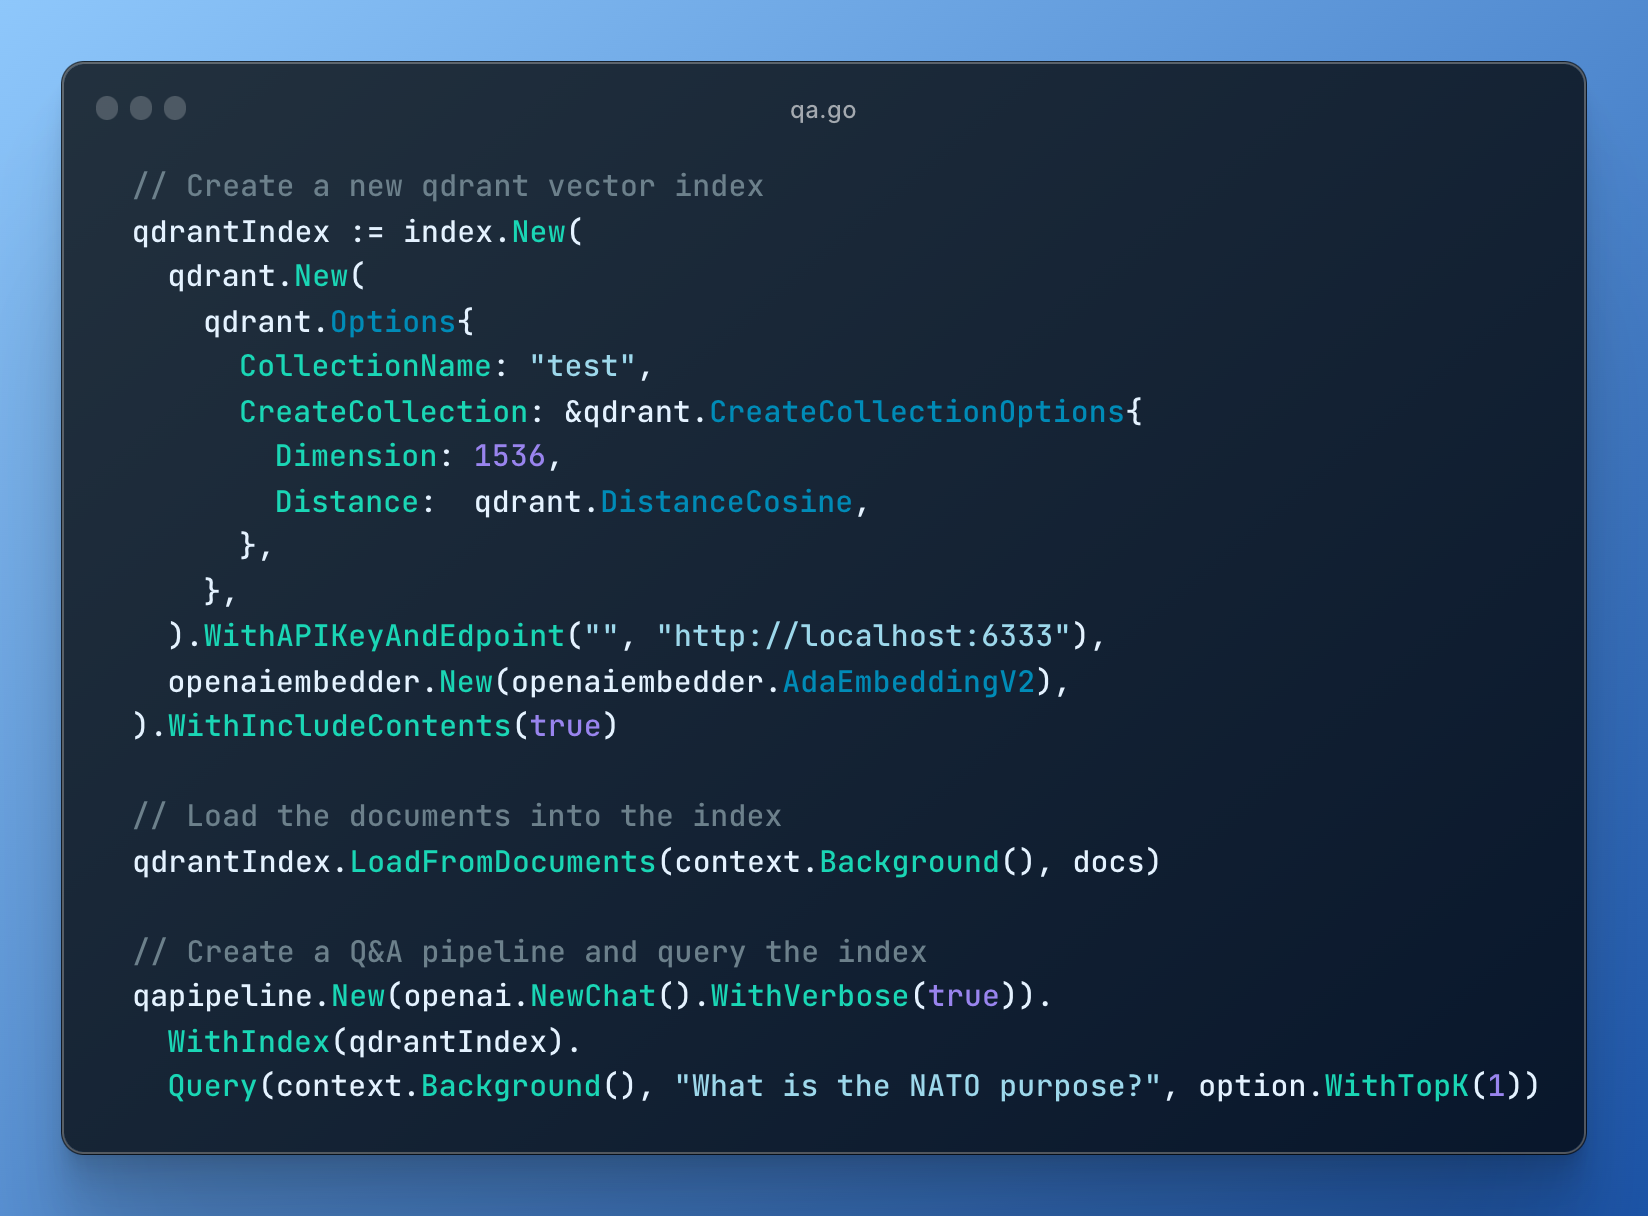 qa.go
// Create a new qdrant vector index
qdrantIndex := index.New(
  qdrant.New(
    qdrant.Options{
      CollectionName: "test",
      CreateCollection: &qdrant.CreateCollectionOptions{
        Dimension: 1536,
        Distance:  qdrant.DistanceCosine,
      },
    },
  ).WithAPIKeyAndEdpoint("", "http://localhost:6333"),
  openaiembedder.New(openaiembedder.AdaEmbeddingV2),
).WithIncludeContents(true)
// Load the documents into the index
qdrantIndex.LoadFromDocuments(context.Background(), docs)
// Create a Q&A pipeline and query the index
qapipeline.New(openai.NewChat().WithVerbose(true)).
  WithIndex(qdrantIndex).
  Query(context.Background(), "What is the NATO purpose?", option.WithTopK(1))